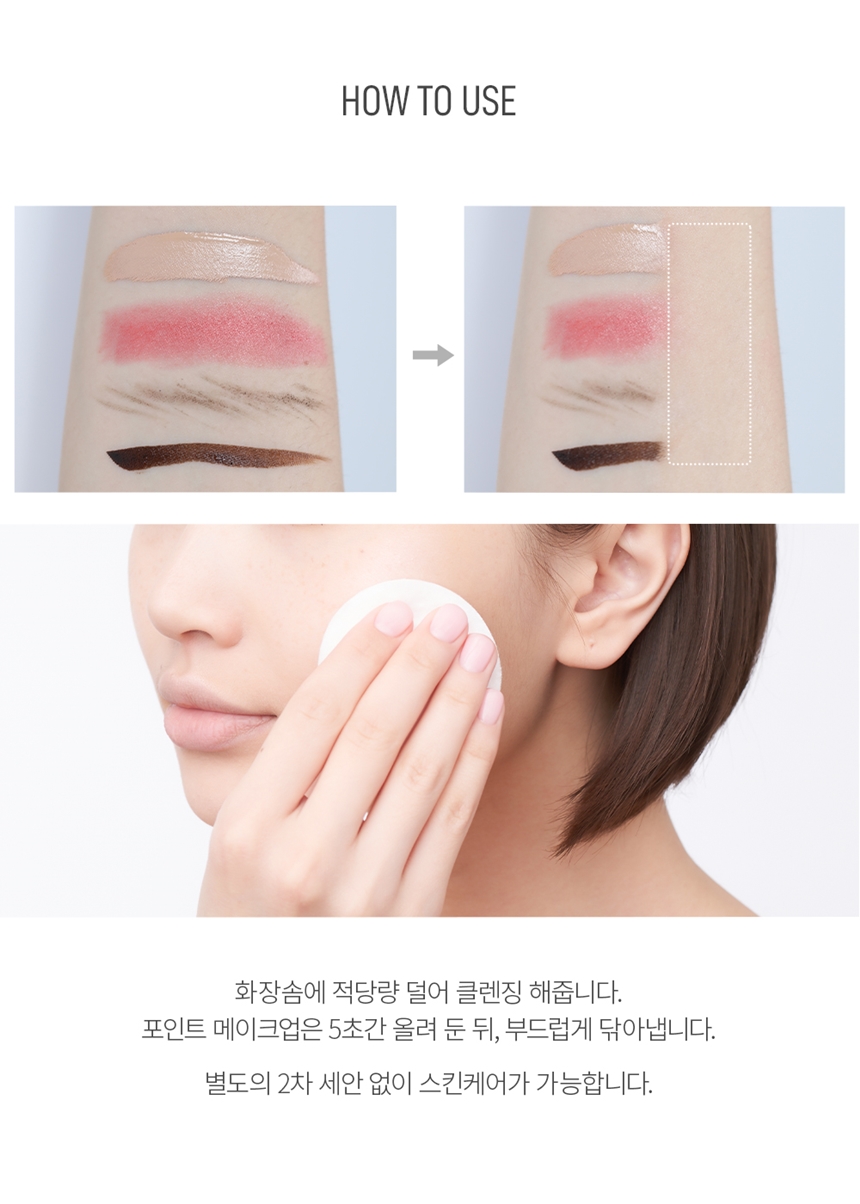 HOW TO USE
화장솜에 적당량 덜어 클렌징 해줍니다.
포인트 메이크업은 5초간 올려 둔 뒤, 부드럽게 닦아냅니다.
별도의 2차 세안 없이 스킨케어가 가능합니다.